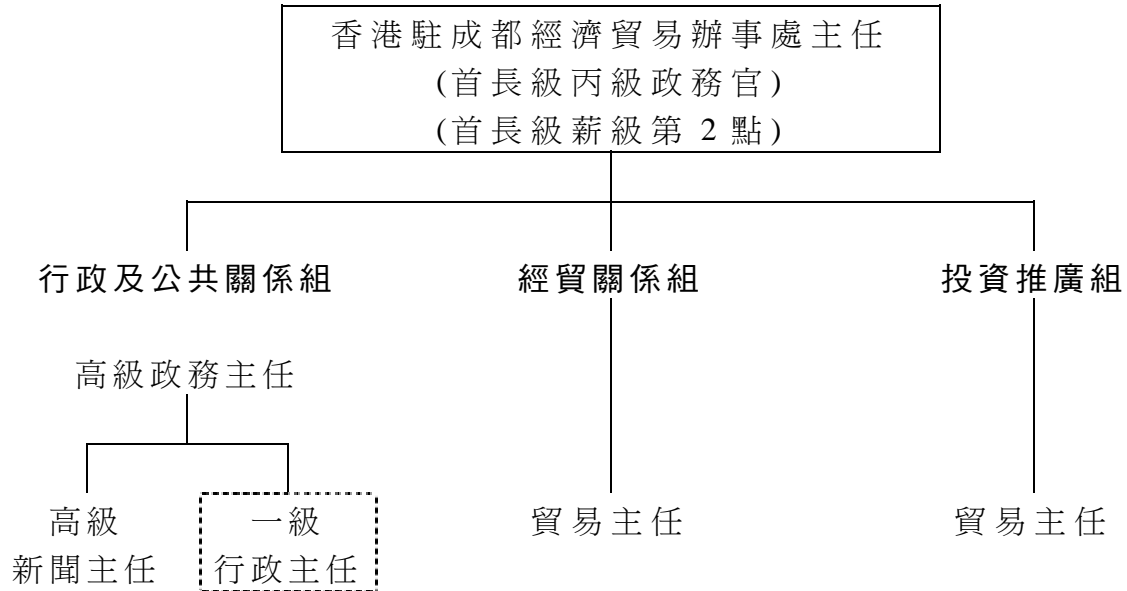 香港駐成都經濟貿易辦事處主任
(首長級丙級政務官)
(首長級薪級第 2 點)
行政及公共關係組
經貿關係組
投資推廣組
高級政務主任
高級
新聞主任
一級
行政主任
貿易主任
貿易主任